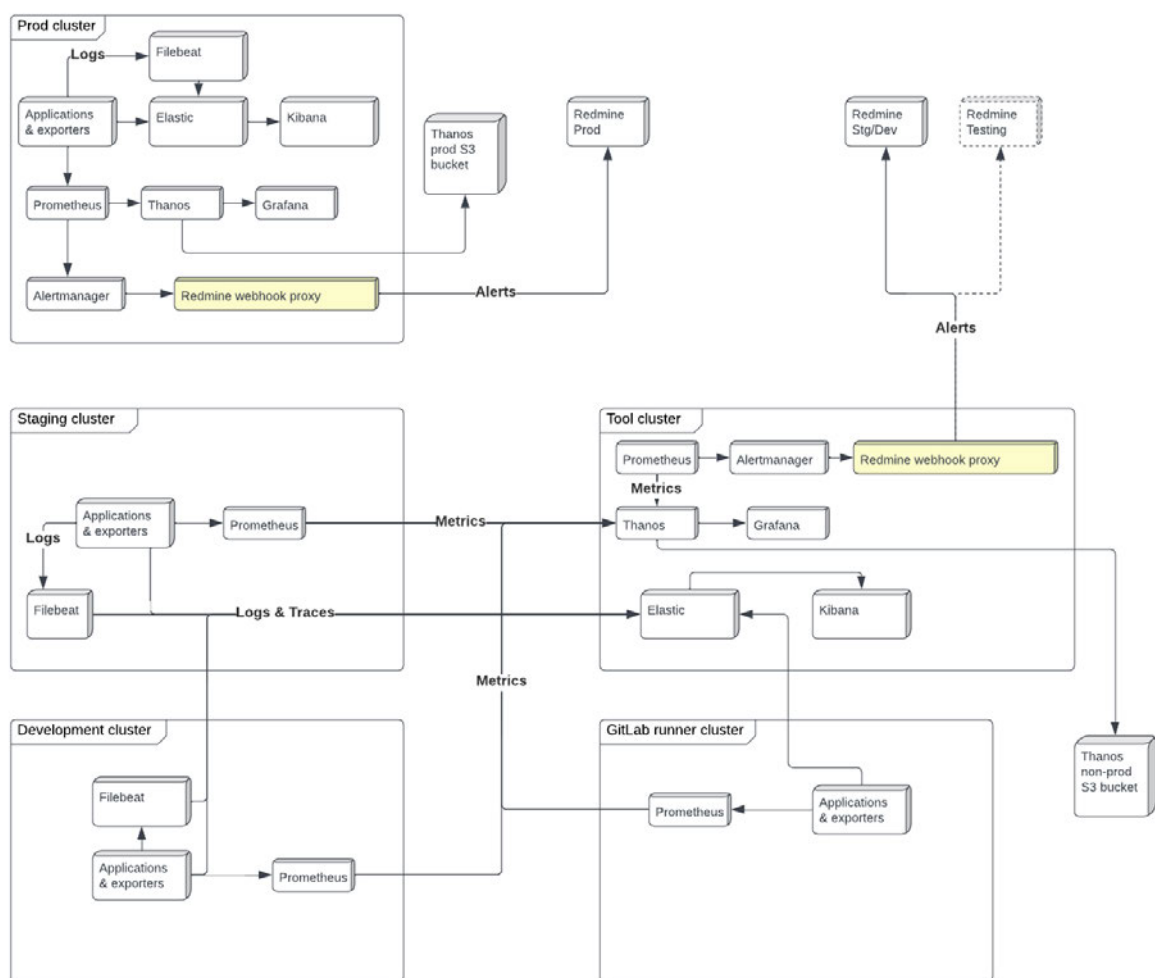 Prod cluster
Logs
Filebeat
Applications
& exporters
Elastic
Kibana
Prometheus
Thanos
Grafana
Alertmanager
Redmine webhook proxy
Alerts
Thanos
prod S3
bucket
Redmine
Prod
Redmine
Stg/Dev
Redmine
Testing
Alerts
Staging cluster
Applications
& exporters
Prometheus
Logs
Filebeat
Metrics
Logs & Traces
Metrics
Tool cluster
Prometheus
Alertmanager
Redmine webhook proxy
Metrics
Thanos
Grafana
Elastic
Kibana
Development cluster
Filebeat
Applications
& exporters
Prometheus
GitLab runner cluster
Prometheus
Applications
& exporters
Thanos
non-prod
S3 bucket